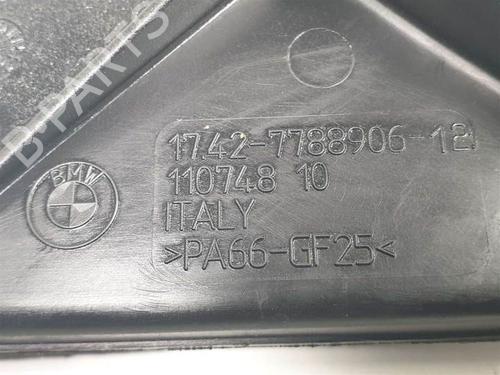 B-PARTS
BMW
17.42-7788906-12
110748 10
ITALY
>PA66-GF25<